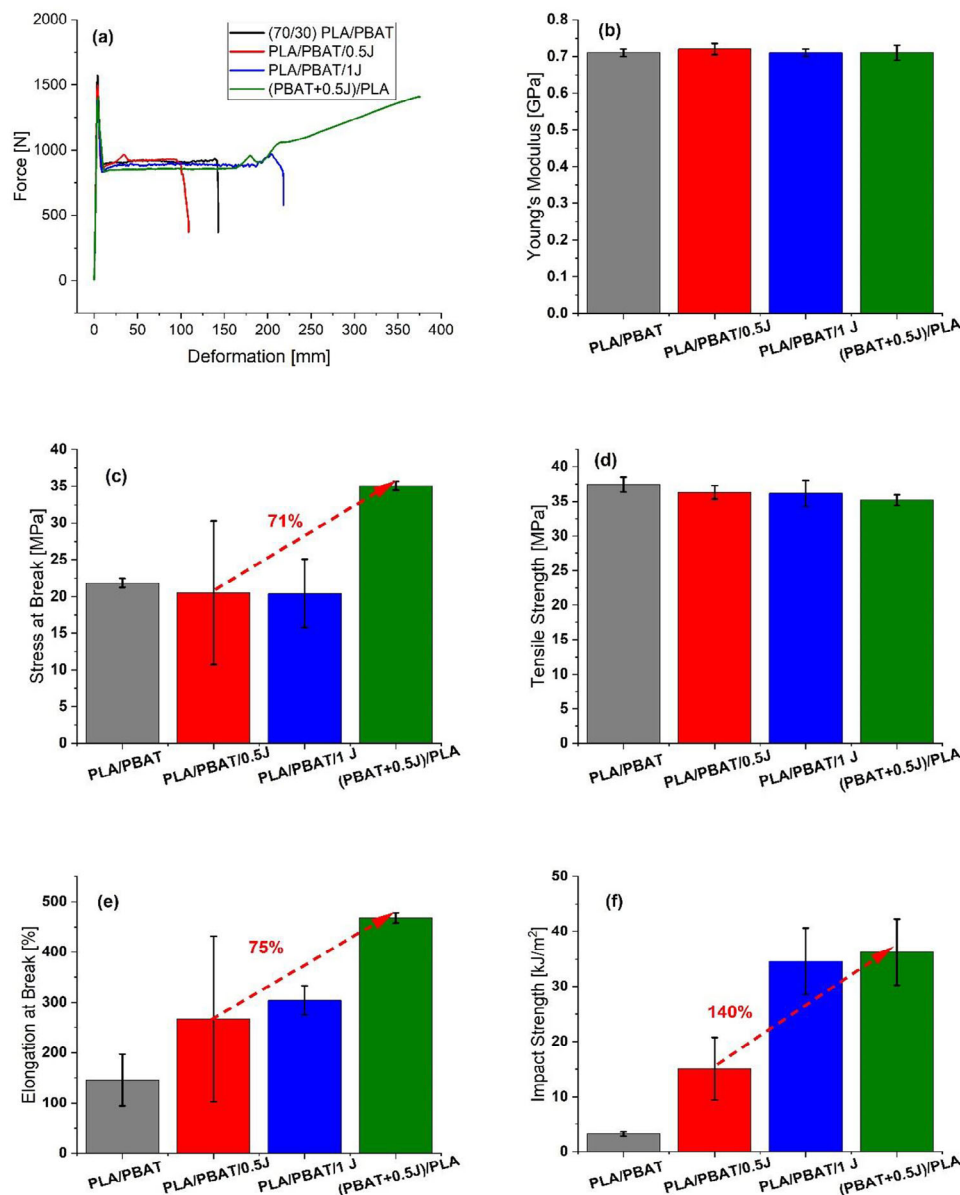 (a)
(70/30) PLA/PBAT
PLA/PBAT/0.5J
PLA/PBAT/1J
(PBAT+0.5J)/PLA
2000
1500
1000
500
0
Force [N]
0 50 100 150 200 250 300 350 400
Deformation [mm]
(b)
0.8
0.7
0.6
0.5
0.4
0.3
0.2
0.1
0.0
Young's Modulus [GPa]
PLA/PBAT PLA/PBAT/0.5J PLA/PBAT/1 J (PBAT+0.5J)/PLA
(c)
40
35
30
25
20
15
10
5
0
Stress at Break [MPa]
71%
PLA/PBAT PLA/PBAT/0.5J PLA/PBAT/1 J (PBAT+0.5J)/PLA
(d)
40
35
30
25
20
15
10
5
0
Tensile Strength [MPa]
PLA/PBAT PLA/PBAT/0.5J PLA/PBAT/1 J (PBAT+0.5J)/PLA
(e)
500
400
300
200
100
0
Elongation at Break [%]
75%
PLA/PBAT PLA/PBAT/0.5J PLA/PBAT/1 J (PBAT+0.5J)/PLA
(f)
50
40
30
20
10
0
Impact Strength [kJ/m²]
140%
PLA/PBAT PLA/PBAT/0.5J PLA/PBAT/1 J (PBAT+0.5J)/PLA